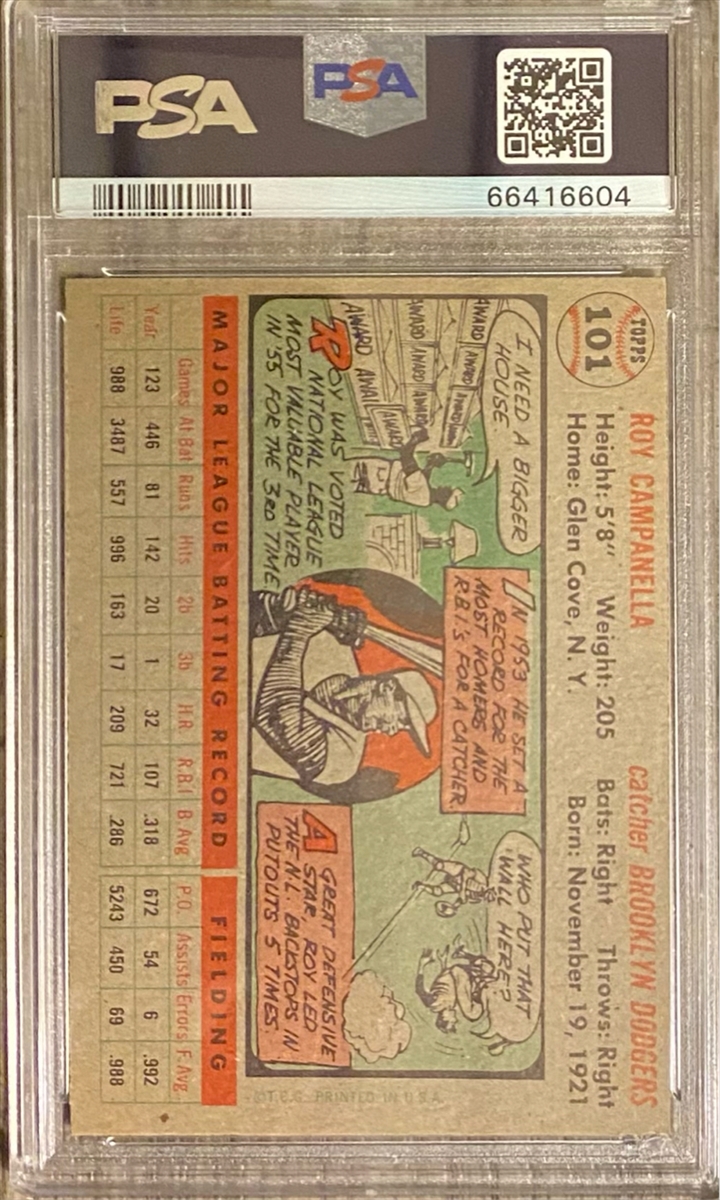 PSA
PSA
66416604
TOPPS
101
ROY CAMPANELLA catcher BROOKLYN DODGERS
Height: 5'8" Weight: 205 Bats: Right Throws: Right
Home: Glen Cove, N. Y. Born: November 19, 1921
I NEED A BIGGER
HOUSE
AWARD
AWARD
AWARD
AWARD
AWARD
AWARD
AWARD
ROY WAS VOTED
NATIONAL LEAGUE
MOST VALUABLE PLAYER
IN '55 FOR THE 3RD TIME.
IN 1953 HE SET A
RECORD FOR THE
MOST HOMERS AND
R.B.I.'S FOR A CATCHER.
WHO PUT THAT
WALL HERE?
A GREAT DEFENSIVE
STAR, ROY LED
THE N.L. BACKSTOPS IN
PUTOUTS 5 TIMES.
MAJOR LEAGUE BATTING RECORD FIELDING
Games At Bat Runs Hits 2b 3b H.R. R.B.I. B.Avg. P.O. Assists Errors F.Avg.
Year 123 446 81 142 20 1 32 107 .318 672 54 6 .992
Life 988 3487 557 996 163 17 209 721 .286 5243 450 69 .988
©T.C.G. PRINTED IN U.S.A.